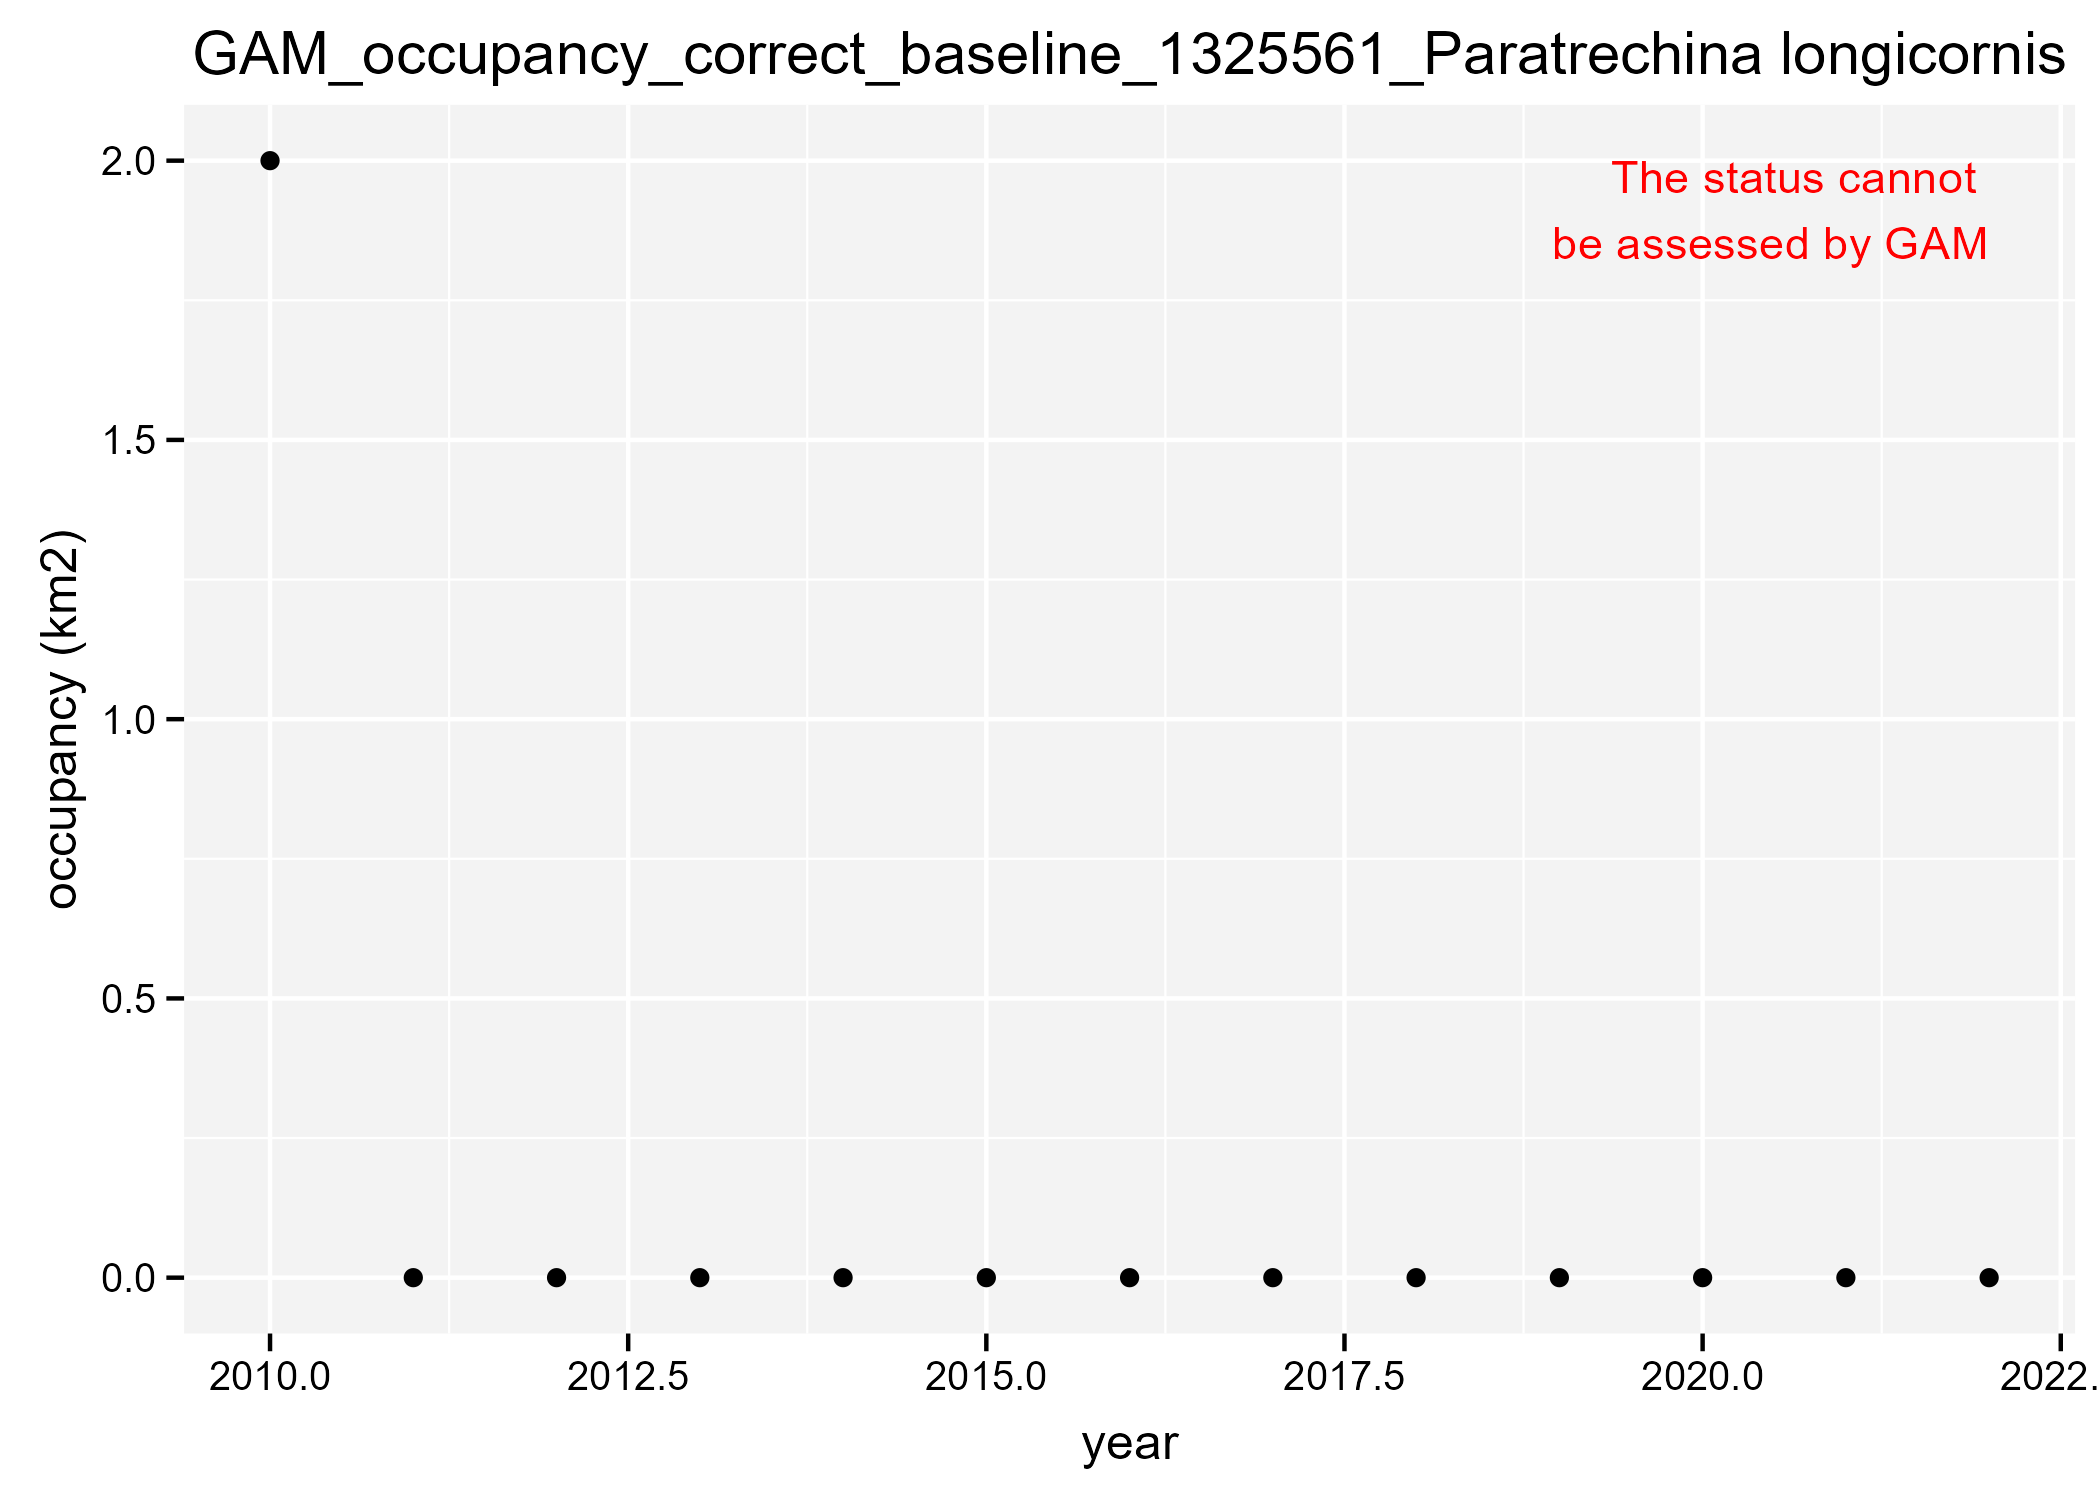 GAM_occupancy_correct_baseline_1325561_Paratrechina longicornis
The status cannot
be assessed by GAM
2.0
1.5
1.0
0.5
0.0
occupancy (km2)
2010.0 2012.5 2015.0 2017.5 2020.0 2022.
year